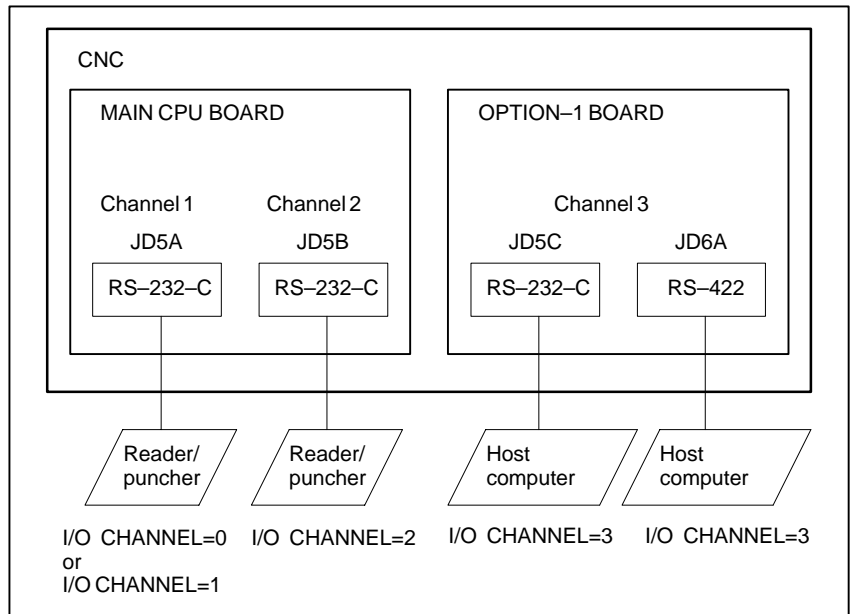 CNC
MAIN CPU BOARD
OPTION–1 BOARD
Channel 1
Channel 2
Channel 3
JD5A
JD5B
JD5C
JD6A
RS–232–C
RS–232–C
RS–232–C
RS–422
Reader/
puncher
Reader/
puncher
Host
computer
Host
computer
I/O CHANNEL=0
or
I/O CHANNEL=1
I/O CHANNEL=2
I/O CHANNEL=3
I/O CHANNEL=3